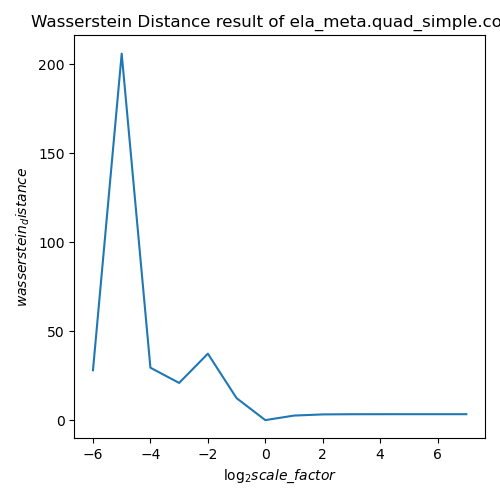 Wasserstein Distance result of ela_meta.quad_simple.co
200
150
100
50
0
wasserstein_distance
−6 −4 −2 0 2 4 6
log₂scale_factor